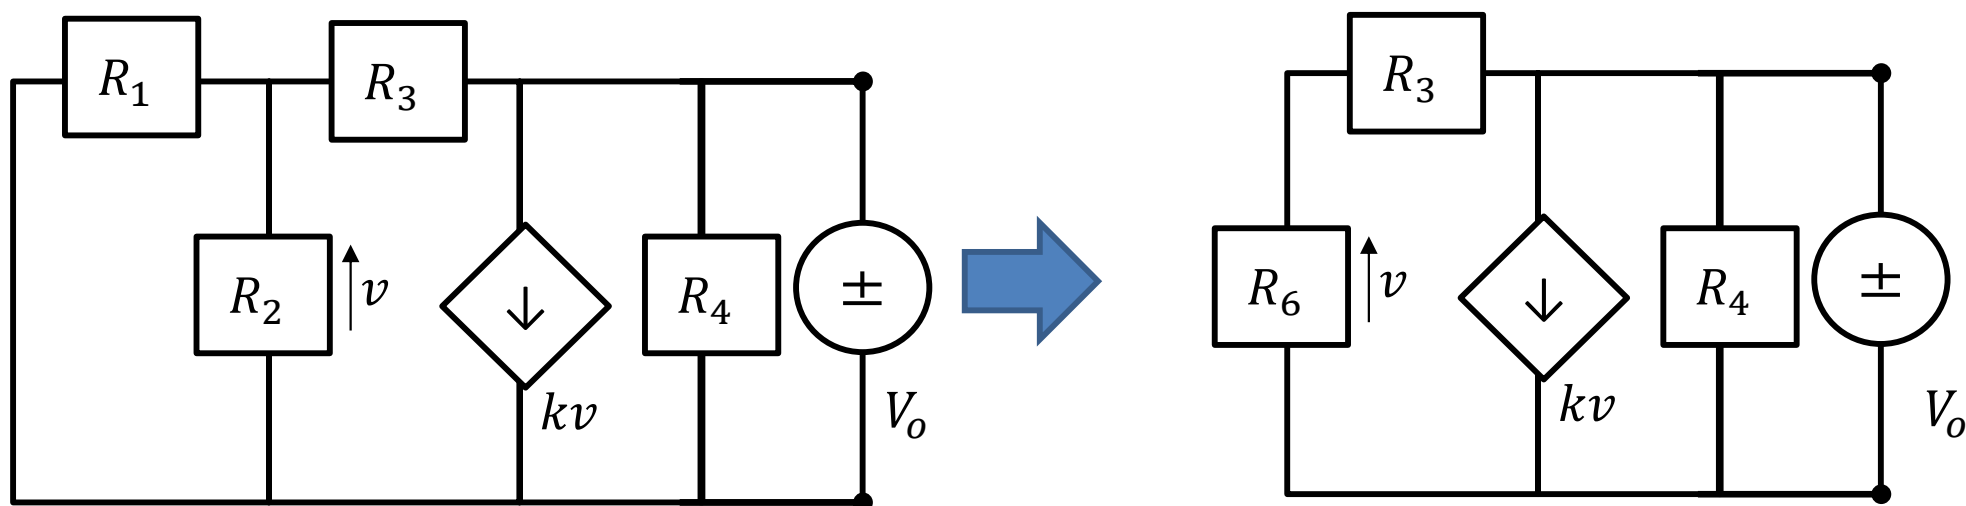 R₁
R₃
R₂
v
kv
R₄
±
Vₒ
R₃
R₆
v
kv
R₄
±
Vₒ